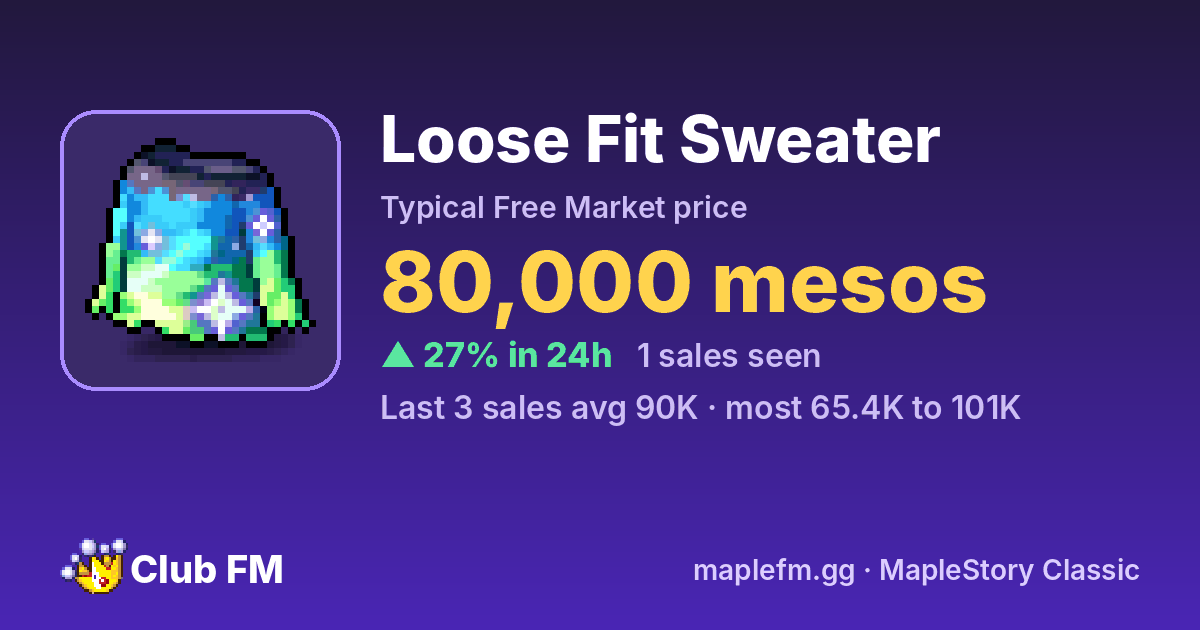 Loose Fit Sweater
Typical Free Market price
80,000 mesos
▲ 27% in 24h 1 sales seen
Last 3 sales avg 90K · most 65.4K to 101K
Club FM
maplefm.gg · MapleStory Classic